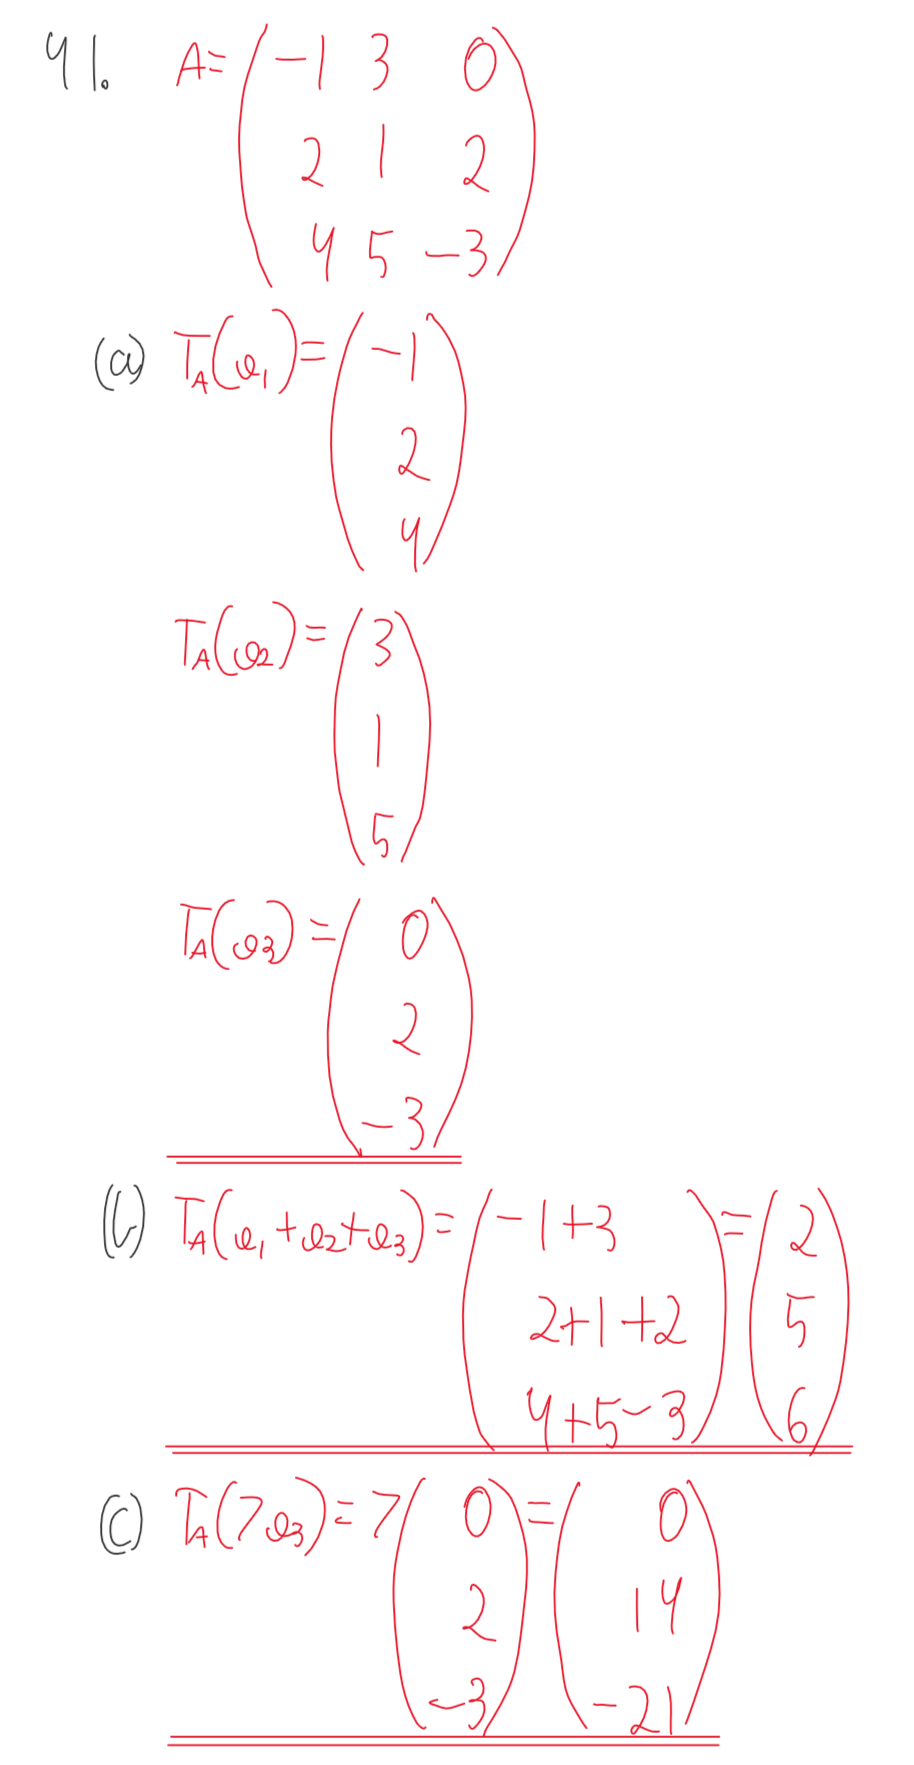 41. A= ( -1 3 0
2 1 2
4 5 -3 )
(a) T_A(e_1)= ( -1
2
4 )
T_A(e_2)= ( 3
1
5 )
T_A(e_3)= ( 0
2
-3 )
(b) T_A(e_1+e_2+e_3)= ( -1+3
2+1+2
4+5-3 ) = ( 2
5
6 )
(c) T_A(7e_3)=7 ( 0
2
-3 ) = ( 0
14
-21 )